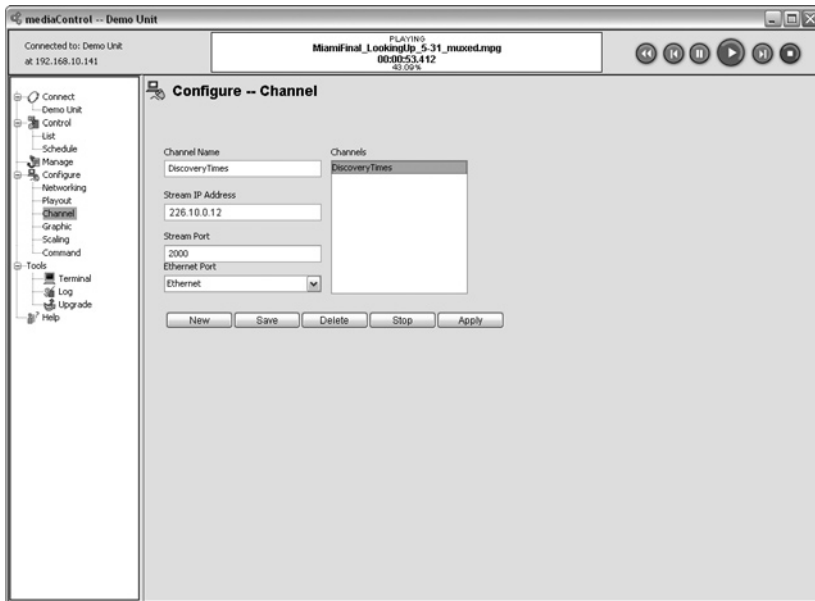 mediaControl -- Demo Unit
Connected to: Demo Unit
at 192.168.10.141
PLAYING
MiamiFinal_LookingUp_5-31_muxed.mpg
00:00:53.412
43.09%
Connect
Demo Unit
Control
List
Schedule
Manage
Configure
Networking
Playout
Channel
Graphic
Scaling
Command
Tools
Terminal
Log
Upgrade
Help
Configure -- Channel
Channel Name
DiscoveryTimes
Stream IP Address
226.10.0.12
Stream Port
2000
Ethernet Port
Ethernet
Channels
DiscoveryTimes
New Save Delete Stop Apply